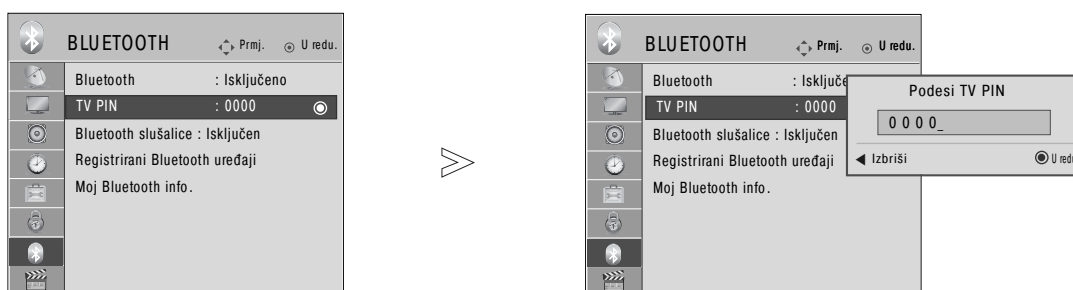 BLUETOOTH Prmj. U redu.
Bluetooth : Isključeno
TV PIN : 0000
Bluetooth slušalice : Isključen
Registrirani Bluetooth uređaji
Moj Bluetooth info.
BLUETOOTH Prmj. U redu.
Bluetooth : Isključe
TV PIN : 0000
Bluetooth slušalice : Isključen
Registrirani Bluetooth uređaji
Moj Bluetooth info.
Podesi TV PIN
0 0 0 0_
Izbriši U redu